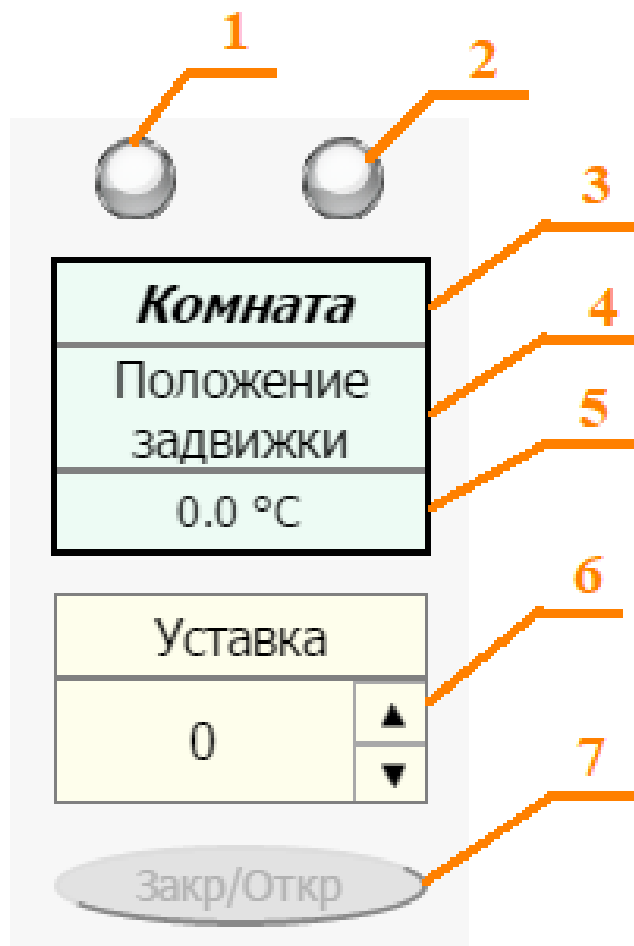 1
2
3
Комната
4
Положение
задвижки
5
0.0 °C
6
Уставка
0
▲
▼
7
Закр/Откр